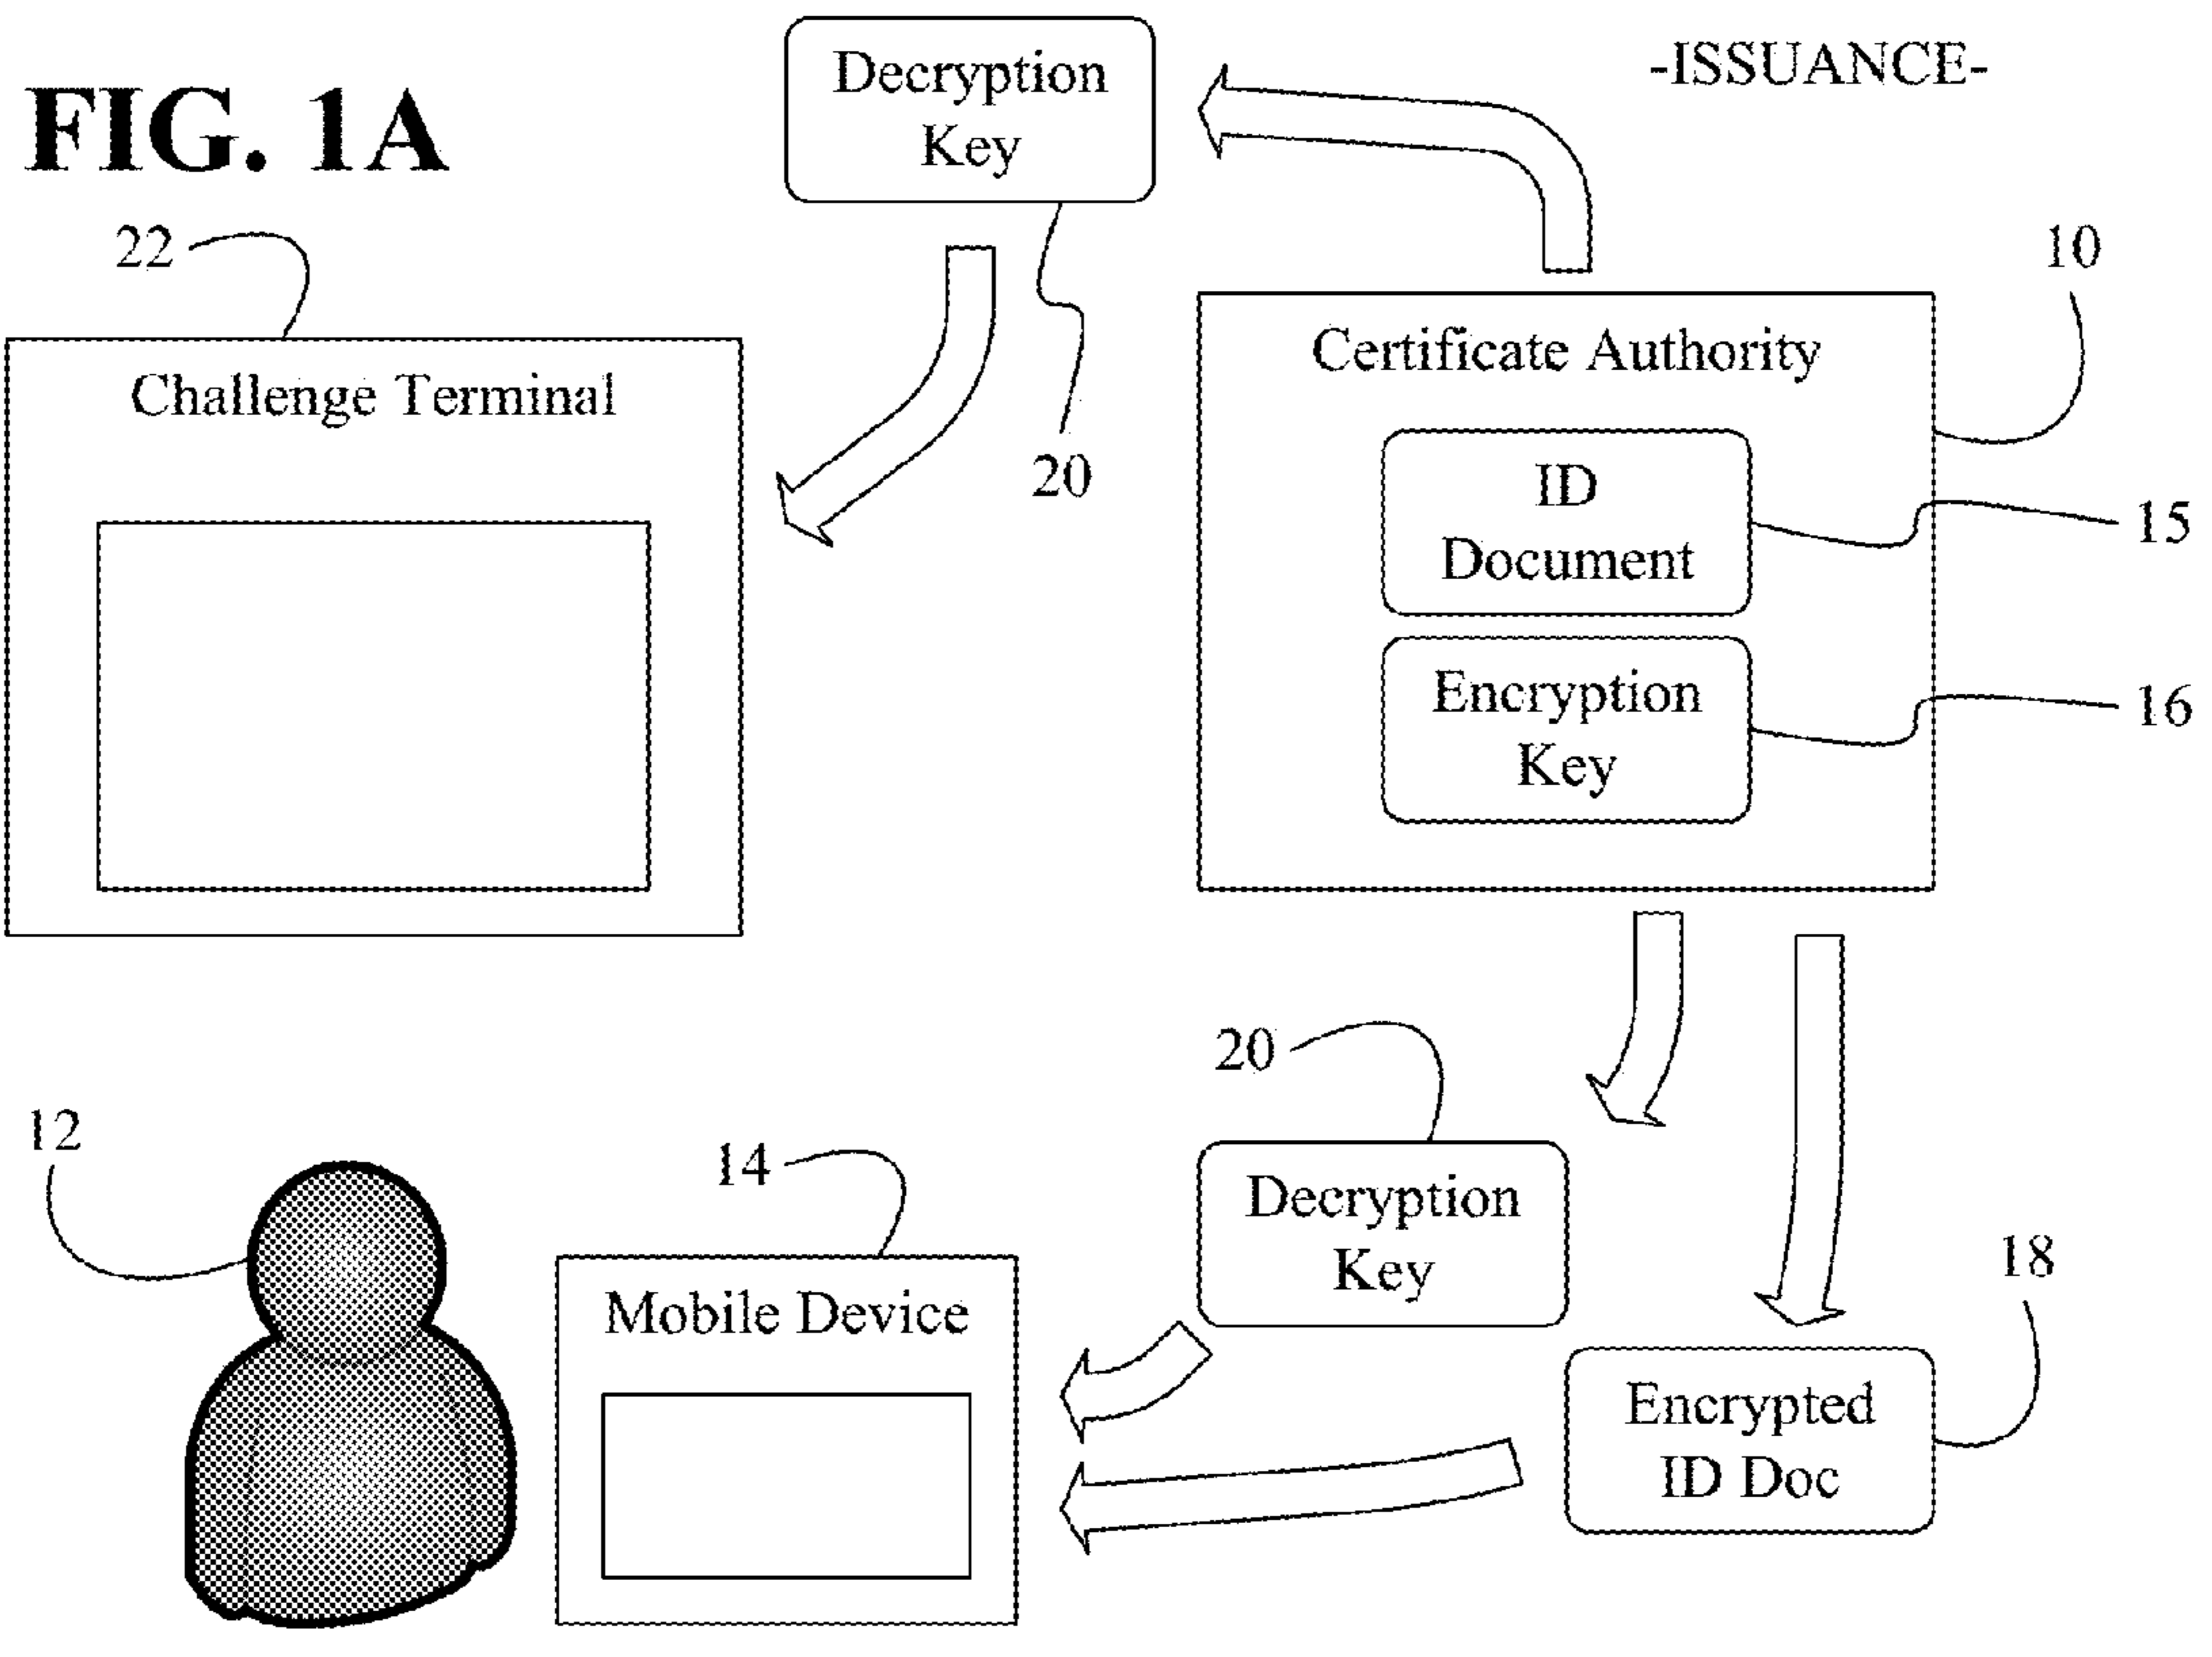 FIG. 1A
-ISSUANCE-
Decryption
Key
20
22
Challenge Terminal
10
Certificate Authority
ID
Document
15
Encryption
Key
16
20
Decryption
Key
12
14
Mobile Device
18
Encrypted
ID Doc